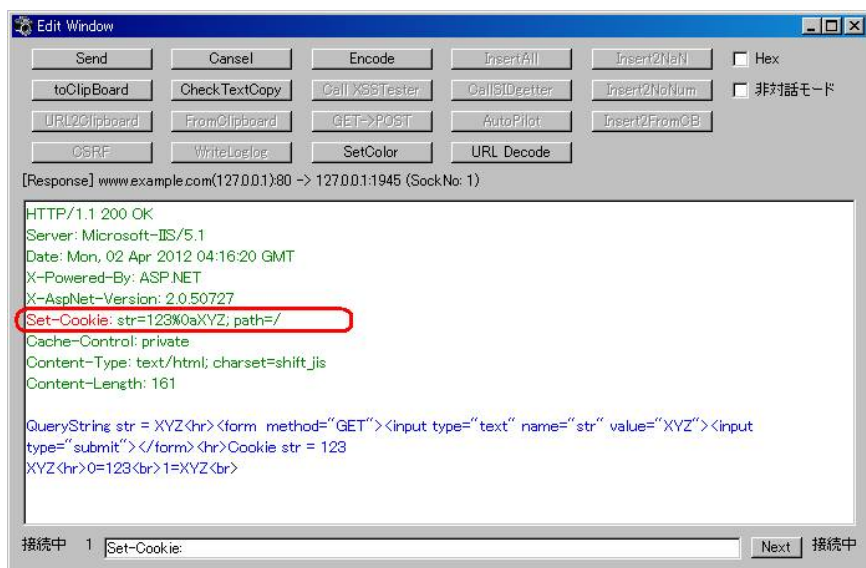 Edit Window
Send Cansel Encode InsertAll Insert2NaN Hex
toClipBoard CheckTextCopy Call XSSTester CallSIDgetter Insert2NoNum 非対話モード
URL2Clipboard FromClipboard GET->POST AutoPilot Insert2FromCB
CSRF WriteLoglog SetColor URL Decode
[Response] www.example.com(127.0.0.1):80 -> 127.0.0.1:1945 (SockNo: 1)
HTTP/1.1 200 OK
Server: Microsoft-IIS/5.1
Date: Mon, 02 Apr 2012 04:16:20 GMT
X-Powered-By: ASP.NET
X-AspNet-Version: 2.0.50727
Set-Cookie: str=123%0aXYZ; path=/
Cache-Control: private
Content-Type: text/html; charset=shift_jis
Content-Length: 161
QueryString str = XYZ<hr><form method="GET"><input type="text" name="str" value="XYZ"><input
type="submit"></form><hr>Cookie str = 123
XYZ<hr>0=123<br>1=XYZ<br>
接続中 1 Set-Cookie: Next 接続中